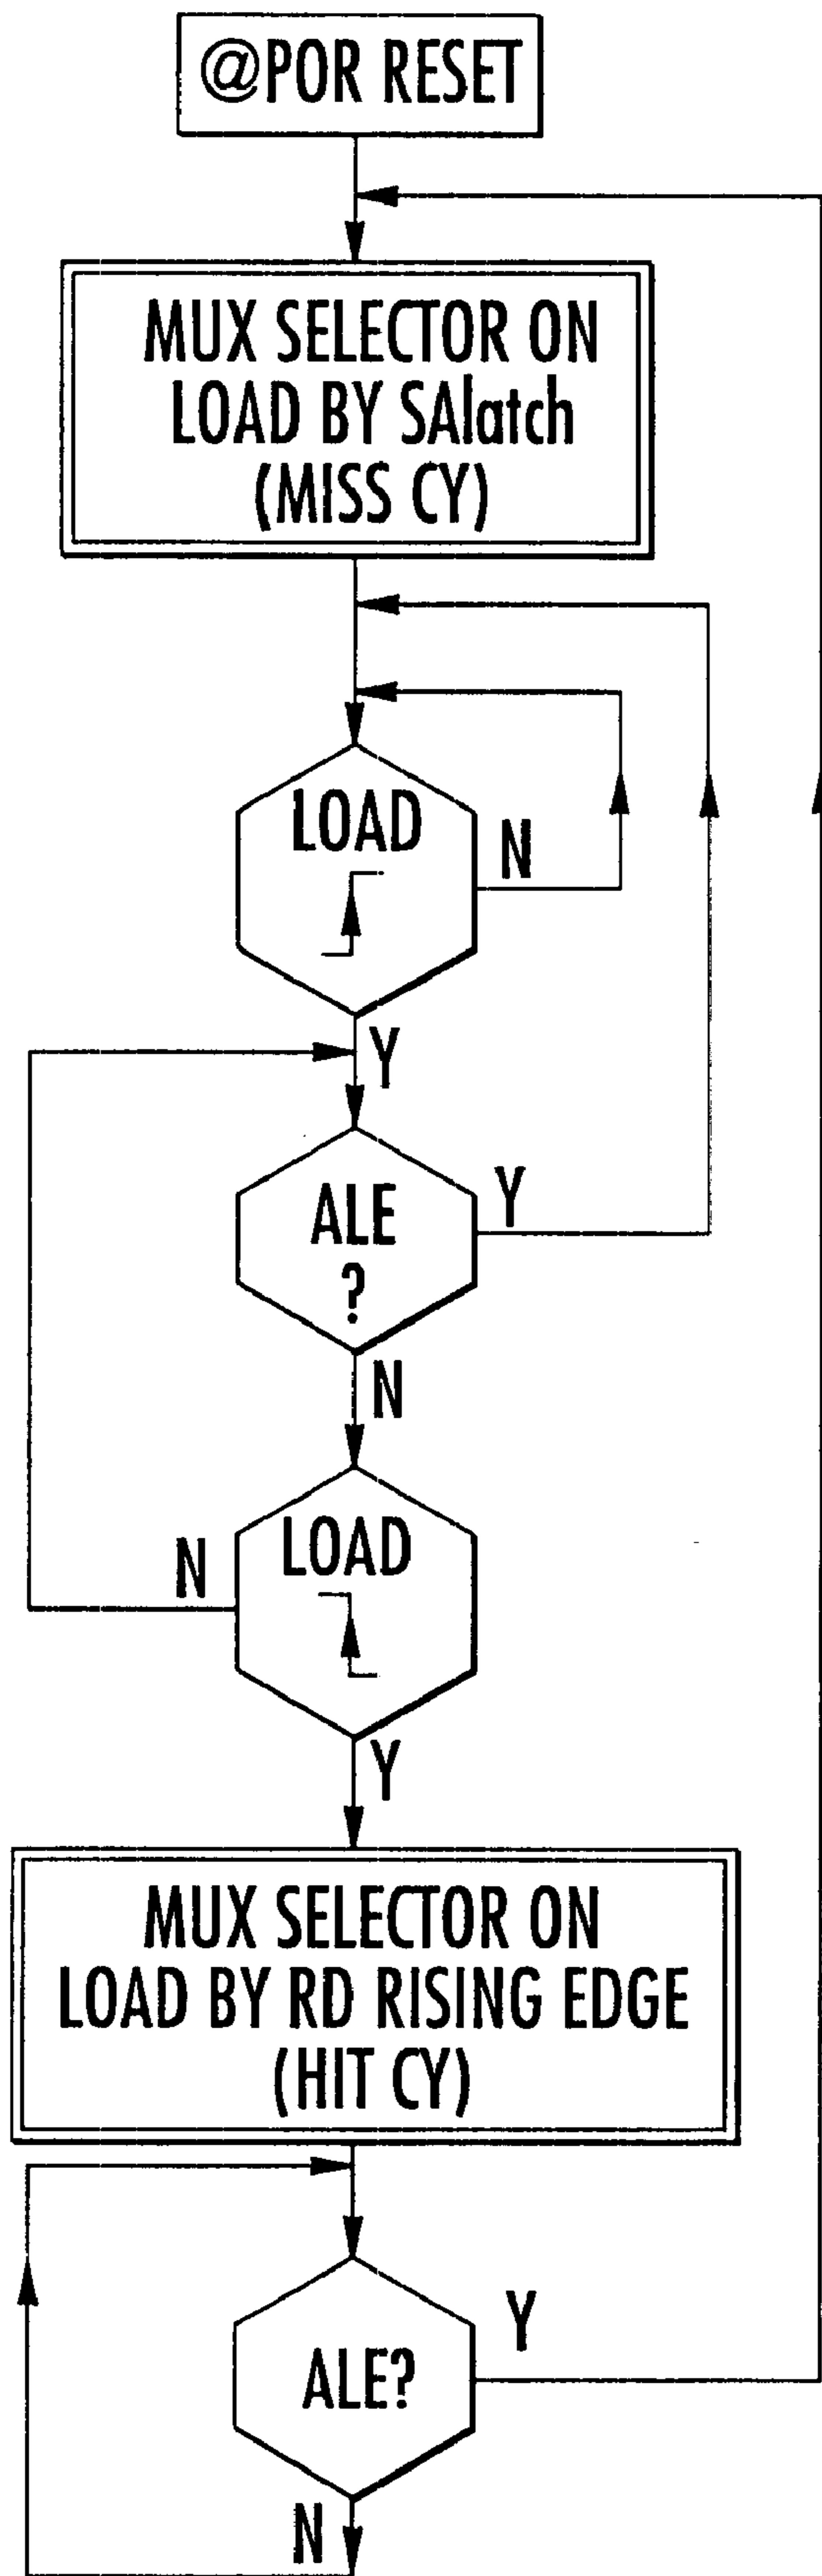 @POR RESET
MUX SELECTOR ON
LOAD BY SAlatch
(MISS CY)
LOAD
N
Y
ALE
?
Y
N
LOAD
N
Y
MUX SELECTOR ON
LOAD BY RD RISING EDGE
(HIT CY)
ALE?
Y
N